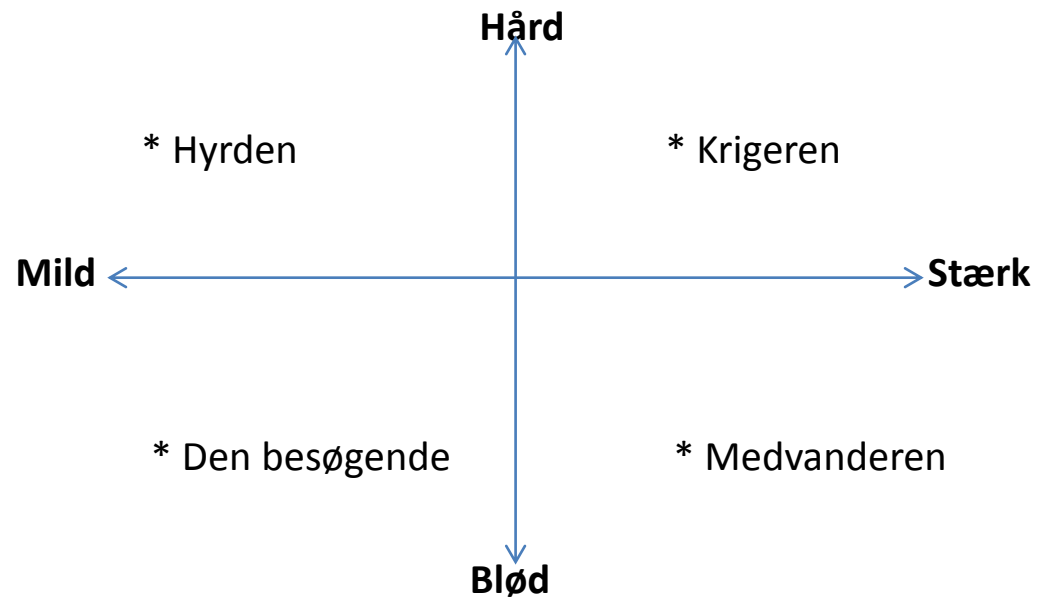 Hård
* Hyrden
* Krigeren
Mild
Stærk
* Den besøgende
* Medvanderen
Blød